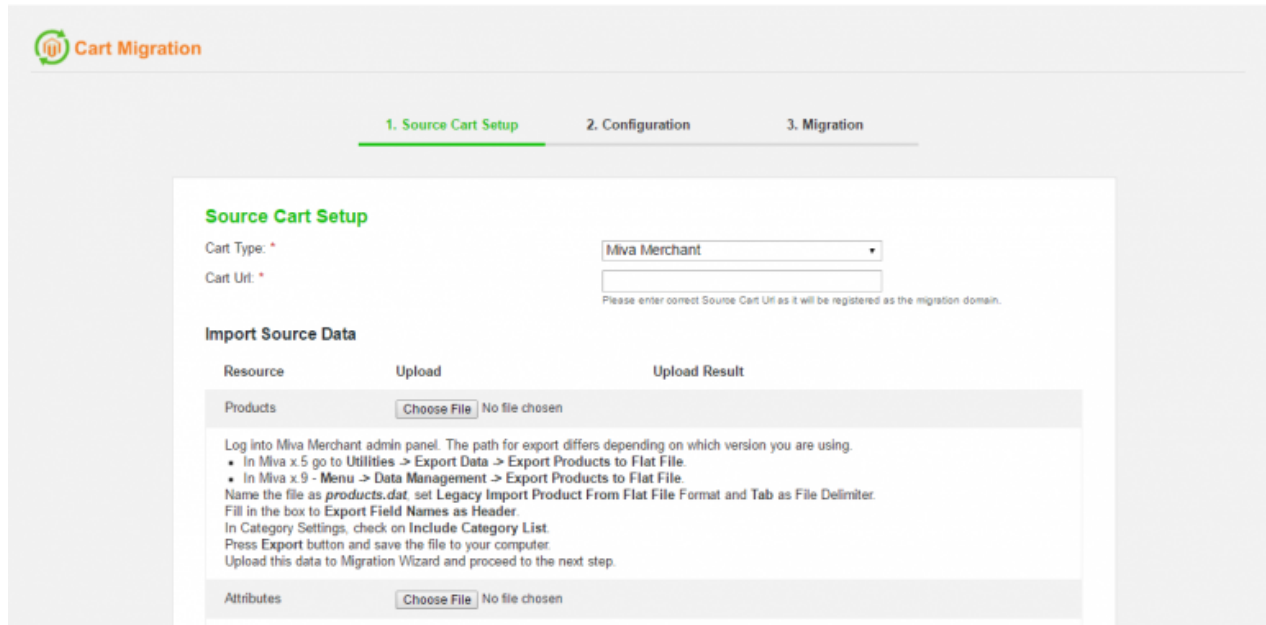 Cart Migration
1. Source Cart Setup 2. Configuration 3. Migration
Source Cart Setup
Cart Type: * Miva Merchant
Cart Url: *
Please enter correct Source Cart Url as it will be registered as the migration domain.
Import Source Data
Resource Upload Upload Result
Products Choose File No file chosen
Log into Miva Merchant admin panel. The path for export differs depending on which version you are using.
• In Miva x.5 go to Utilities -> Export Data -> Export Products to Flat File.
• In Miva x.9 - Menu -> Data Management -> Export Products to Flat File.
Name the file as products.dat, set Legacy Import Product From Flat File Format and Tab as File Delimiter.
Fill in the box to Export Field Names as Header.
In Category Settings, check on Include Category List.
Press Export button and save the file to your computer.
Upload this data to Migration Wizard and proceed to the next step.
Attributes Choose File No file chosen